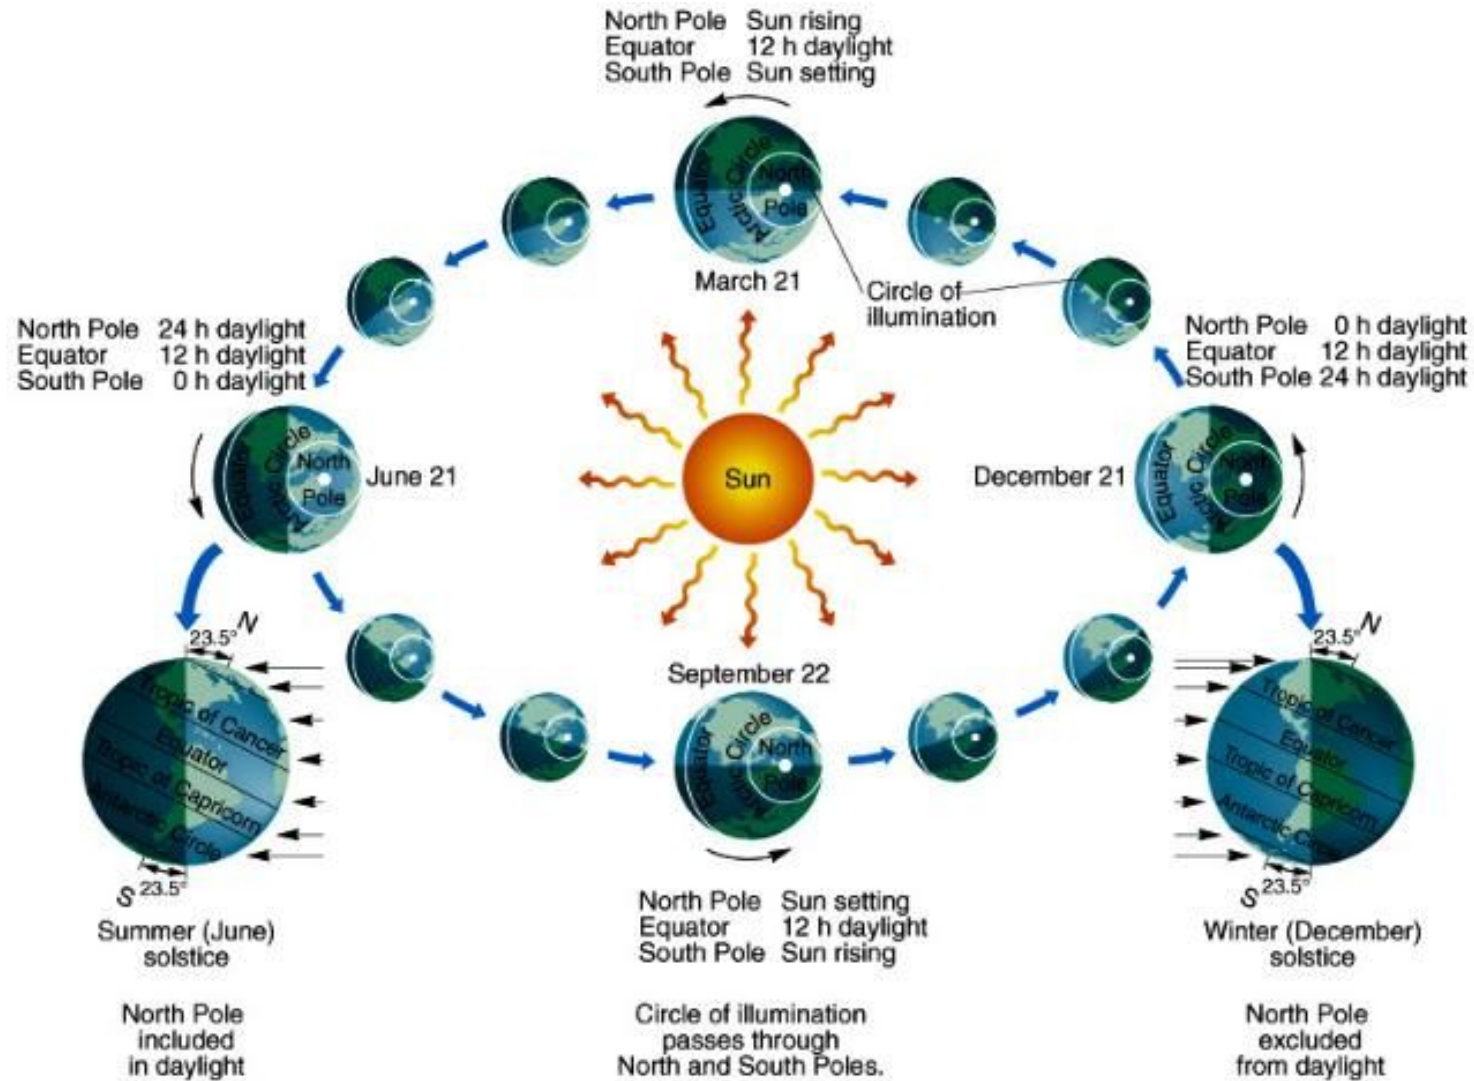 North Pole Sun rising
Equator 12 h daylight
South Pole Sun setting
Equator
Arctic Circle
North
Pole
March 21
Circle of
illumination
North Pole 24 h daylight
Equator 12 h daylight
South Pole 0 h daylight
North Pole 0 h daylight
Equator 12 h daylight
South Pole 24 h daylight
Equator
Arctic Circle
North
Pole
June 21
Sun
December 21
Equator
Arctic Circle
North
Pole
23.5° N
Tropic of Cancer
Equator
Tropic of Capricorn
Antarctic Circle
S 23.5°
Summer (June)
solstice
North Pole
included
in daylight
September 22
Equator
Arctic Circle
North
Pole
North Pole Sun setting
Equator 12 h daylight
South Pole Sun rising
Circle of illumination
passes through
North and South Poles.
23.5° N
Tropic of Cancer
Equator
Tropic of Capricorn
Antarctic Circle
S 23.5°
Winter (December)
solstice
North Pole
excluded
from daylight